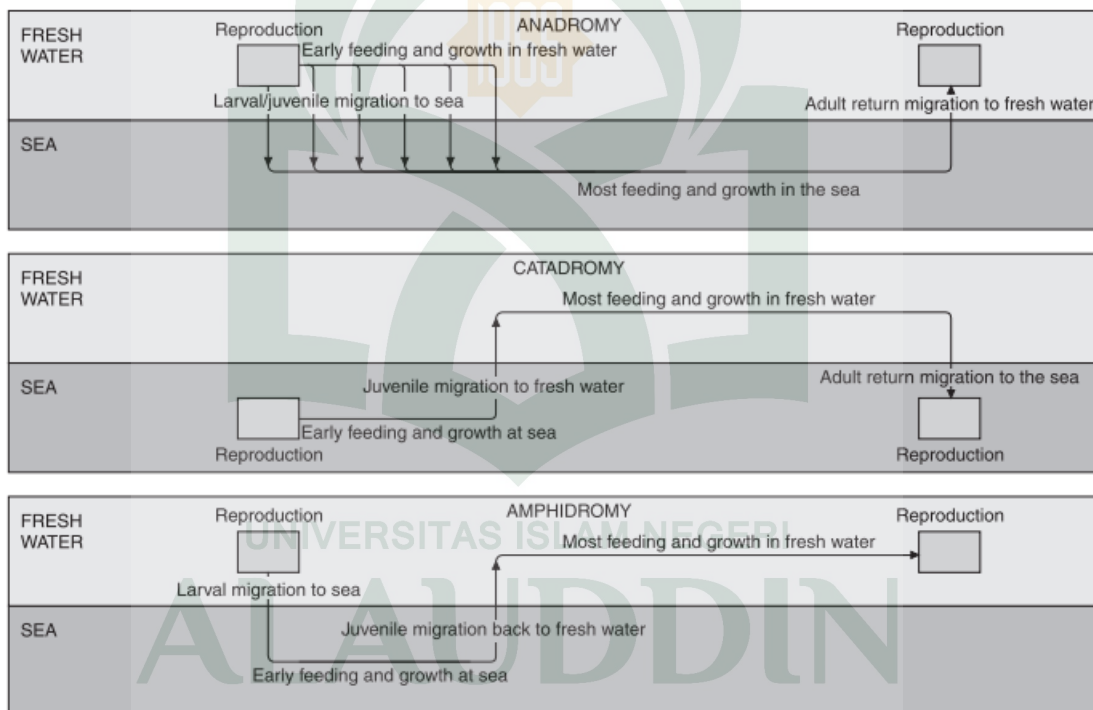 ANADROMY
FRESH
WATER
Reproduction
Early feeding and growth in fresh water
Larval/juvenile migration to sea
Reproduction
Adult return migration to fresh water
SEA
Most feeding and growth in the sea
1965
CATADROMY
FRESH
WATER
Most feeding and growth in fresh water
SEA
Juvenile migration to fresh water
Early feeding and growth at sea
Reproduction
Adult return migration to the sea
Reproduction
AMPHIDROMY
FRESH
WATER
Reproduction
Most feeding and growth in fresh water
Reproduction
Larval migration to sea
SEA
Juvenile migration back to fresh water
Early feeding and growth at sea
UNIVERSITAS ISLAM NEGERI
ALAUDDIN